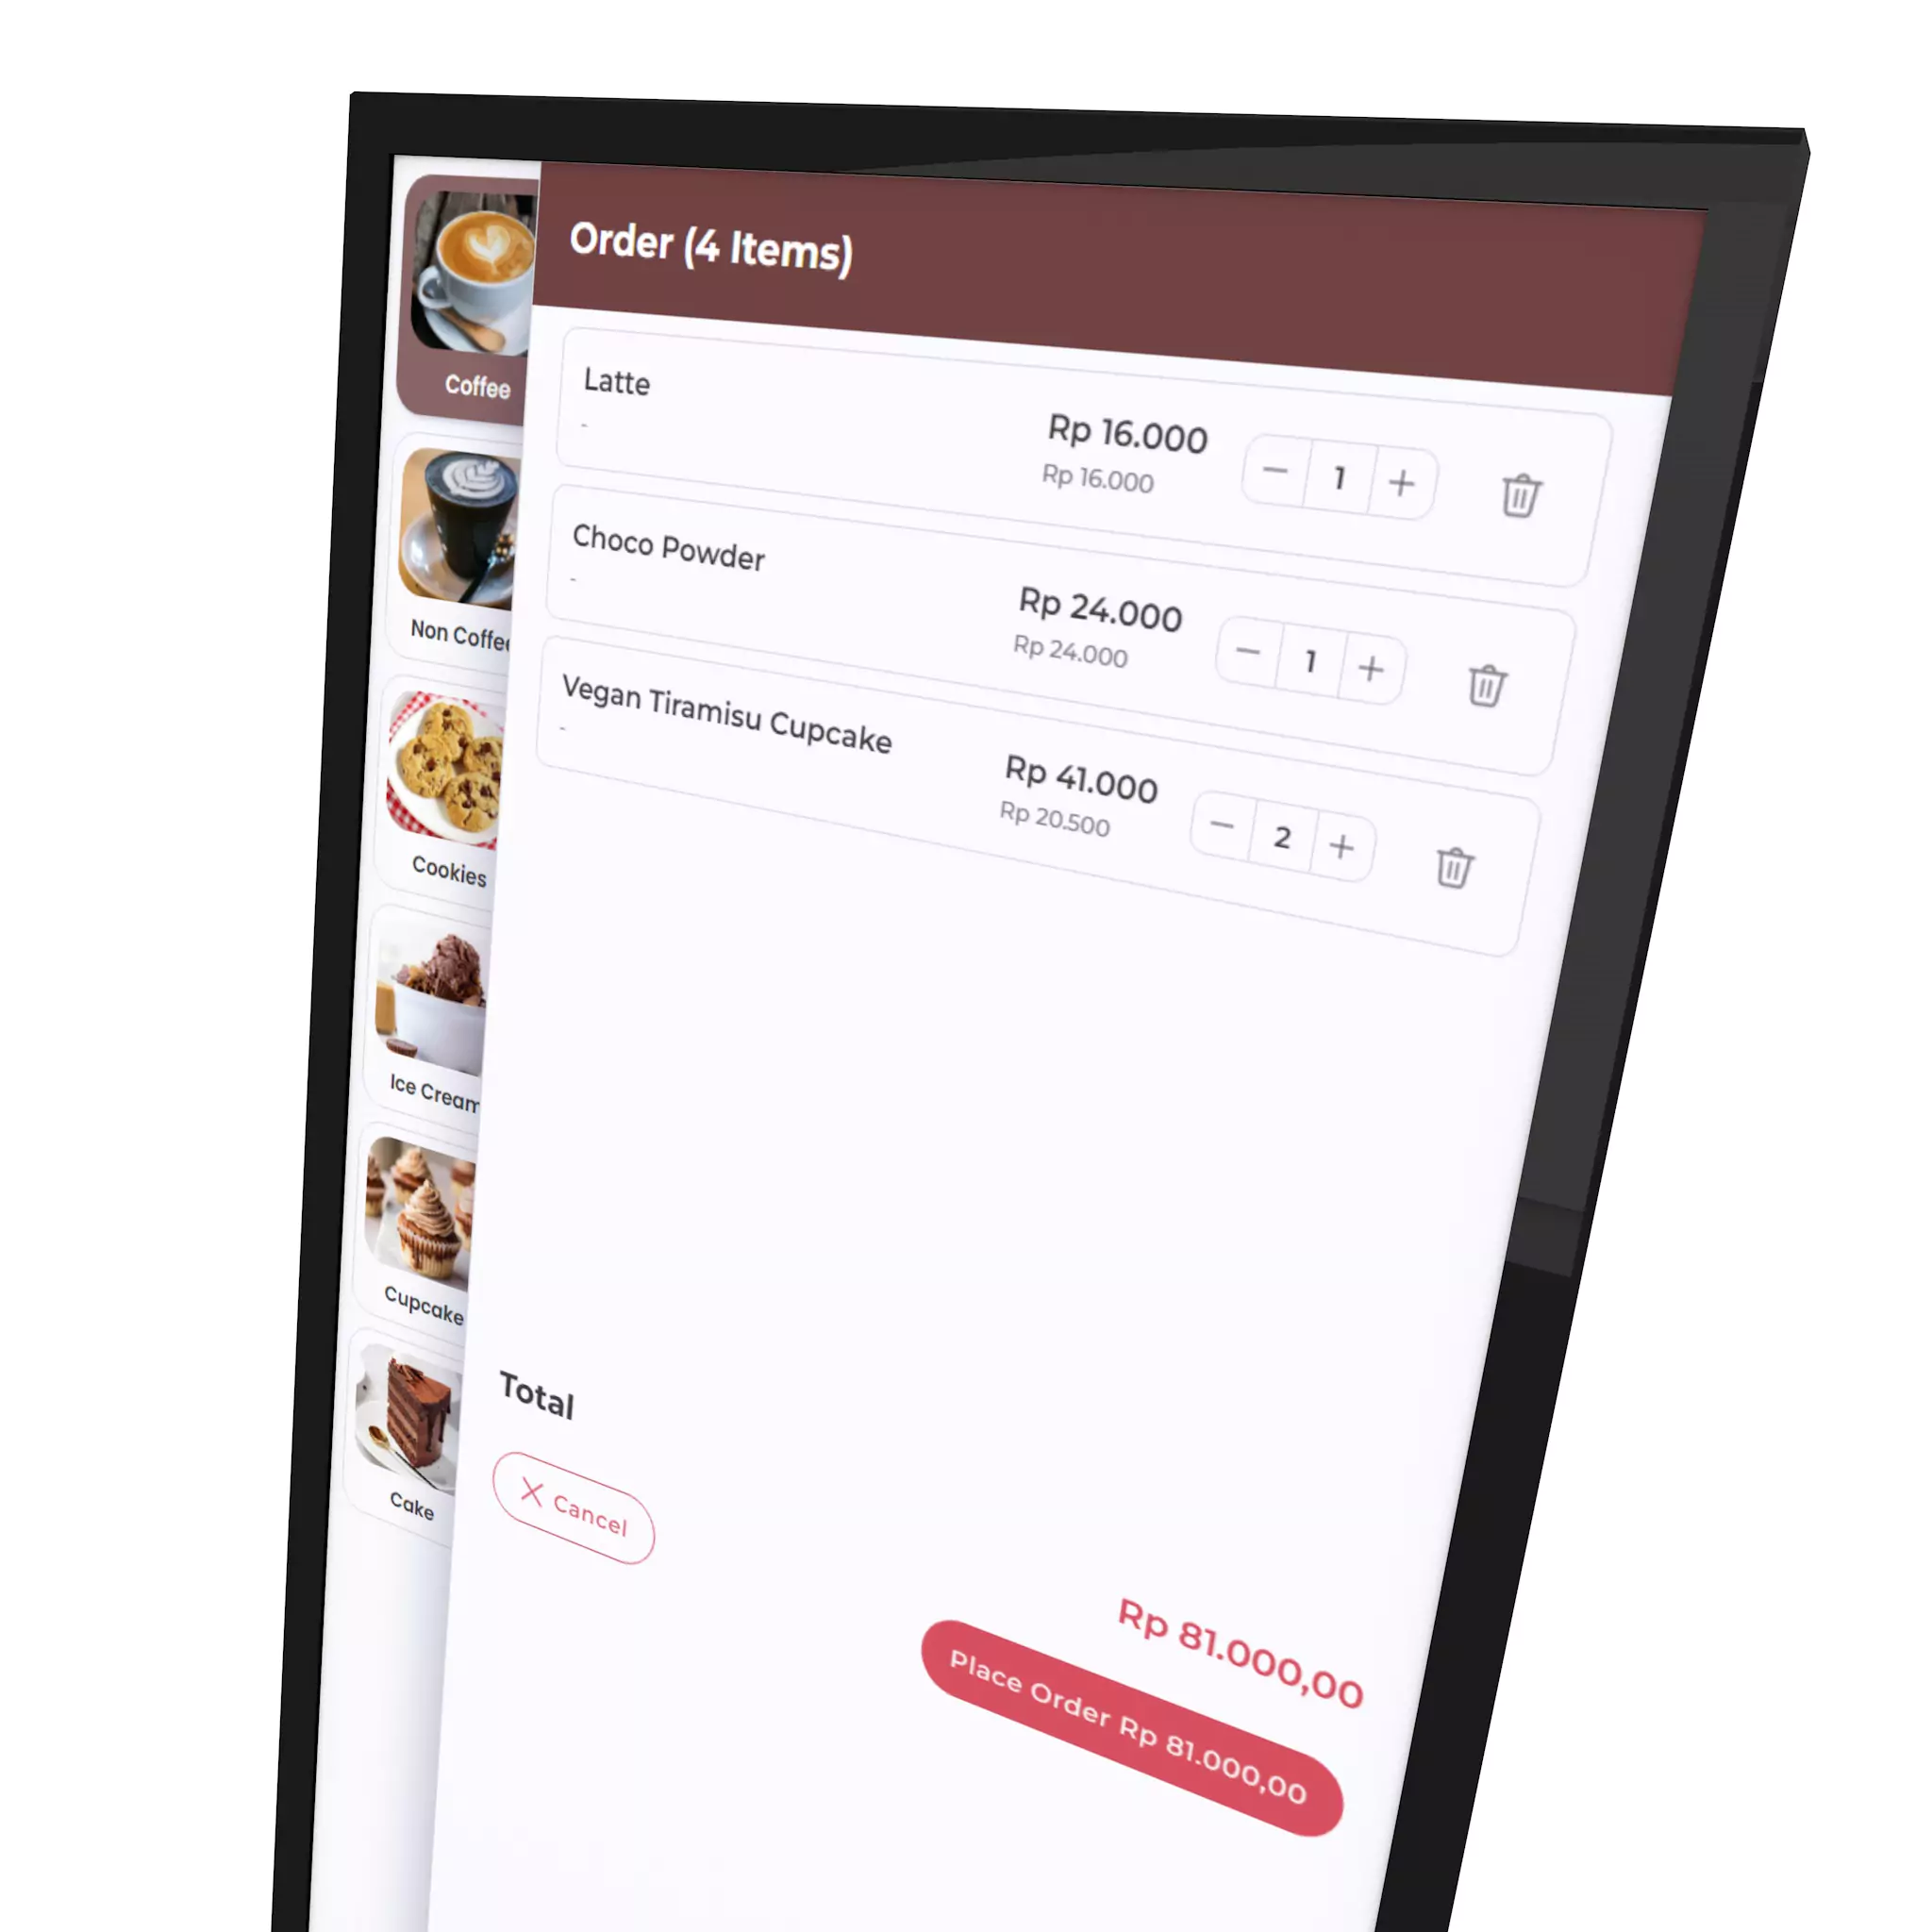 Order (4 Items)
Latte
-
Rp 16.000
Rp 16.000
1
Choco Powder
-
Rp 24.000
Rp 24.000
1
Vegan Tiramisu Cupcake
-
Rp 41.000
Rp 20.500
2
Total
Rp 81.000,00
Cancel
Place Order Rp 81.000,00
Coffee
Non Coffee
Cookies
Ice Cream
Cupcake
Cake